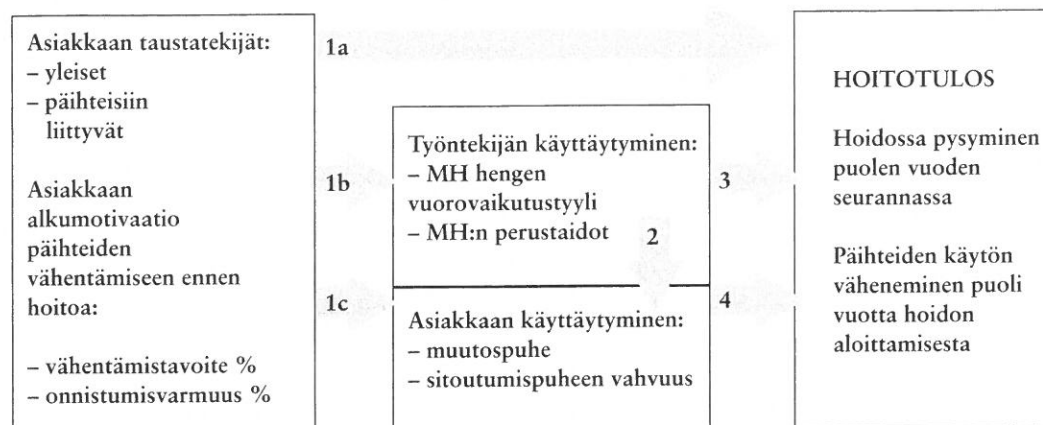 Asiakkaan taustatekijät:
– yleiset
– päihteisiin
liittyvät
Asiakkaan
alkumotivaatio
päihteiden
vähentämiseen ennen
hoitoa:
– vähentämistavoite %
– onnistumisvarmuus %
1a
1b
1c
Työntekijän käyttäytyminen:
– MH hengen
vuorovaikutustyyli
– MH:n perustaidot
2
Asiakkaan käyttäytyminen:
– muutospuhe
– sitoutumispuheen vahvuus
3
4
HOITOTULOS
Hoidossa pysyminen
puolen vuoden
seurannassa
Päihteiden käytön
väheneminen puoli
vuotta hoidon
aloittamisesta